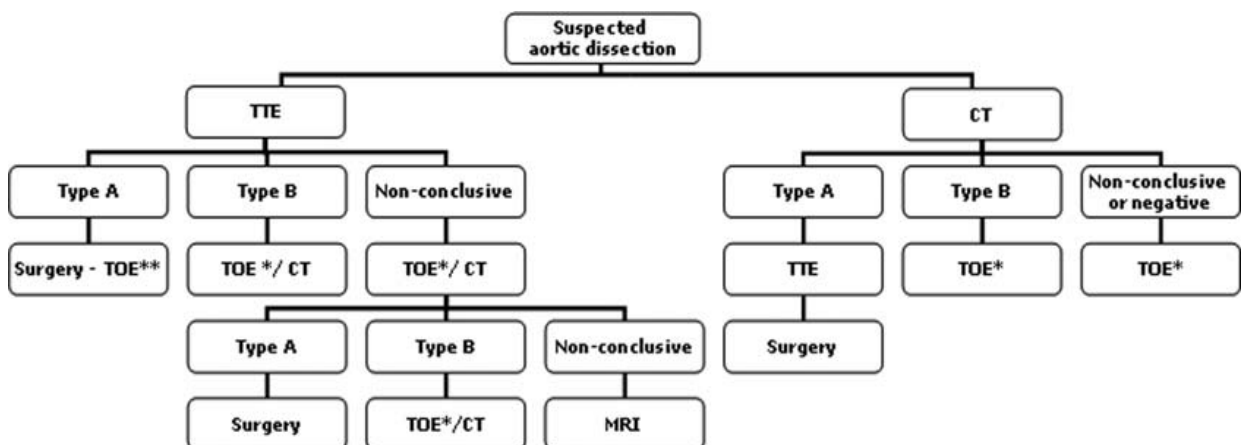 Suspected
aortic dissection
TTE
CT
Type A
Type B
Non-conclusive
Type A
Type B
Non-conclusive
or negative
Surgery - TOE**
TOE */ CT
TOE*/ CT
TTE
TOE*
TOE*
Type A
Type B
Non-conclusive
Surgery
Surgery
TOE*/CT
MRI